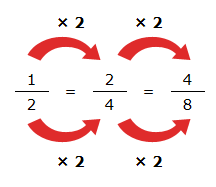 × 2 × 2
1 2 4
= =
2 4 8
× 2 × 2